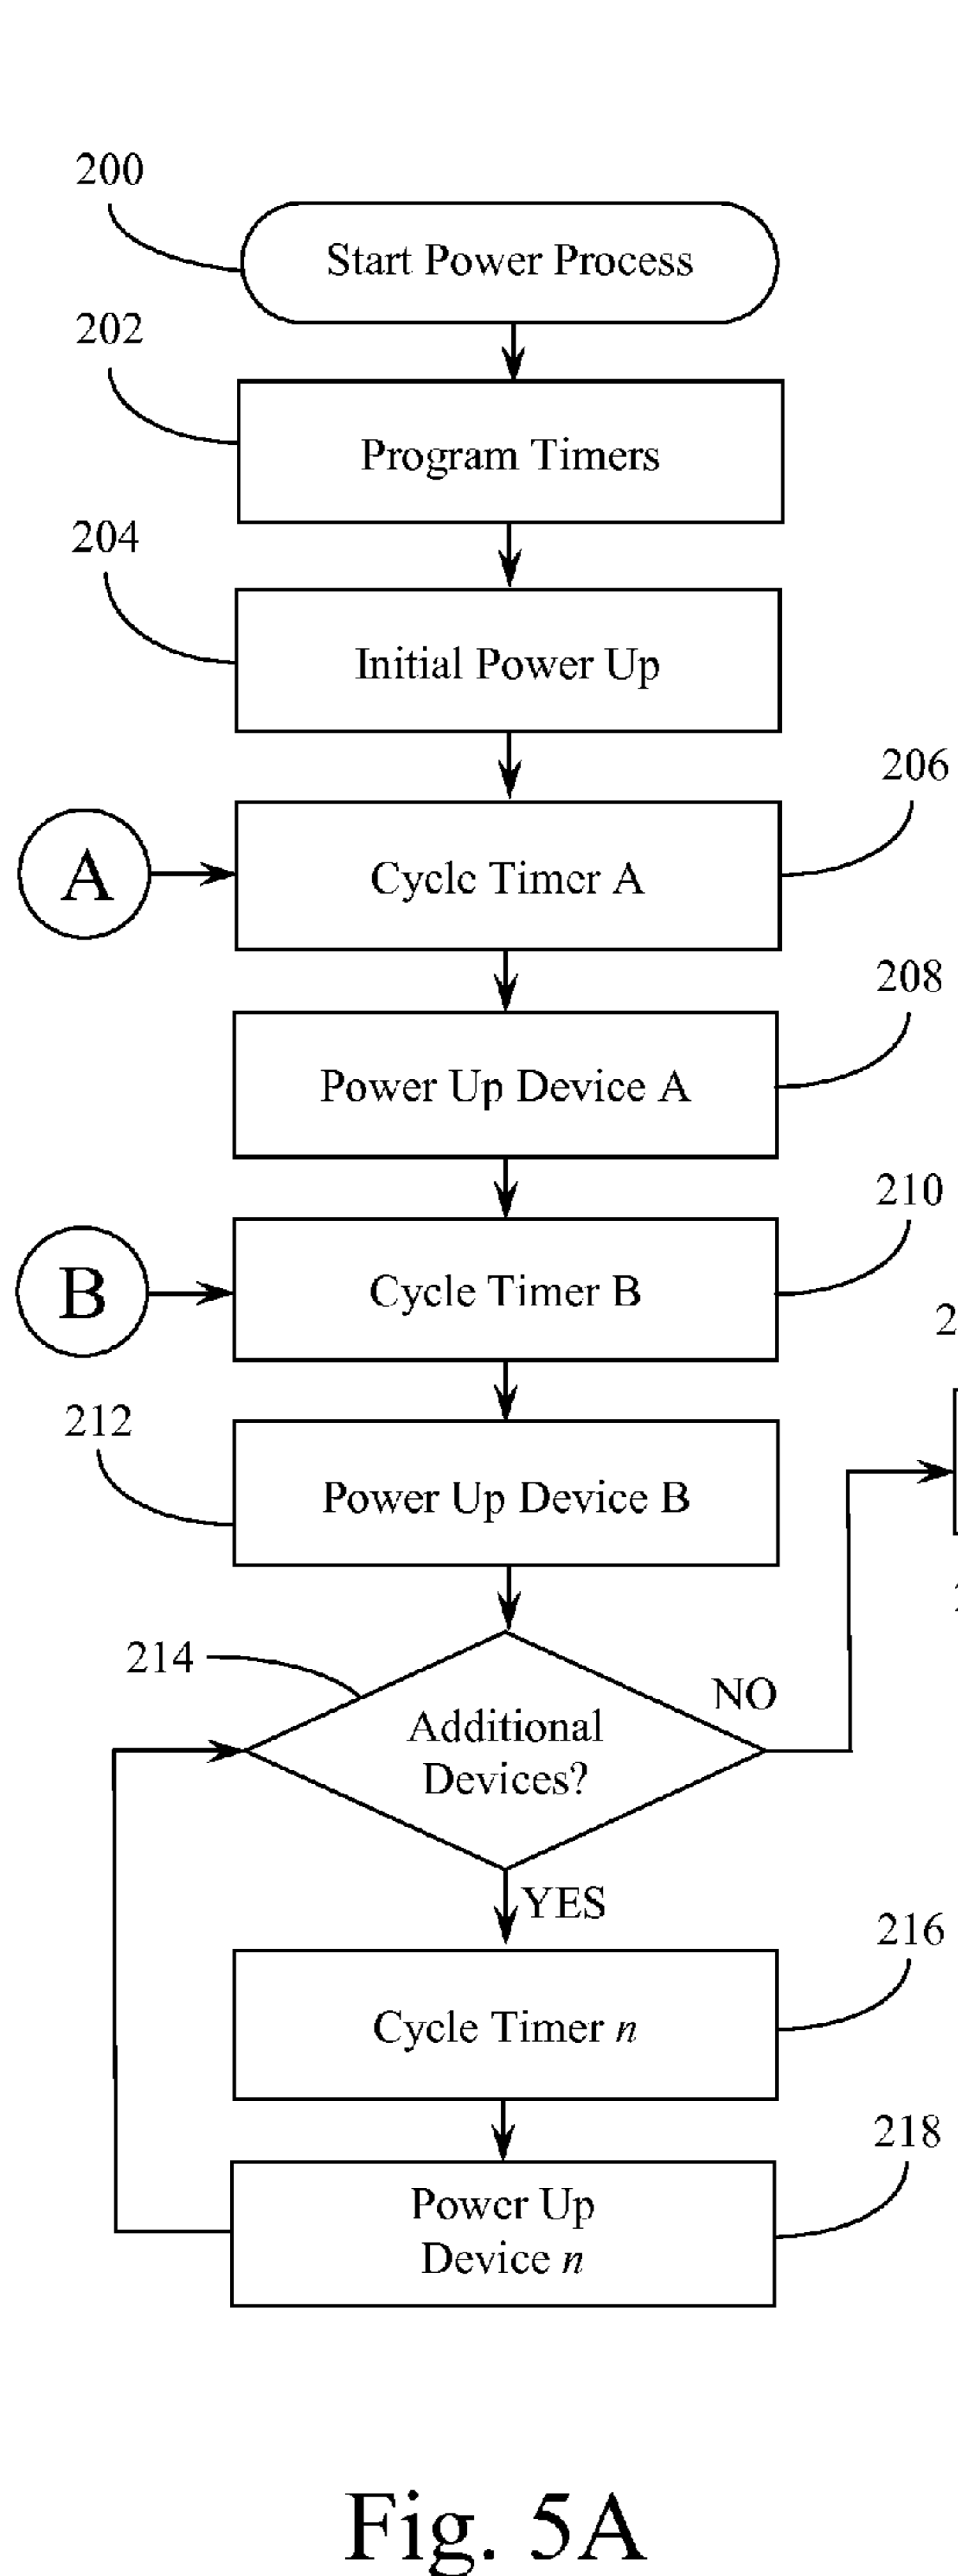 200
Start Power Process
202
Program Timers
204
Initial Power Up
206
A
Cycle Timer A
208
Power Up Device A
210
B
Cycle Timer B
212
Power Up Device B
214
NO
Additional
Devices?
YES
216
Cycle Timer n
218
Power Up
Device n
Fig. 5A